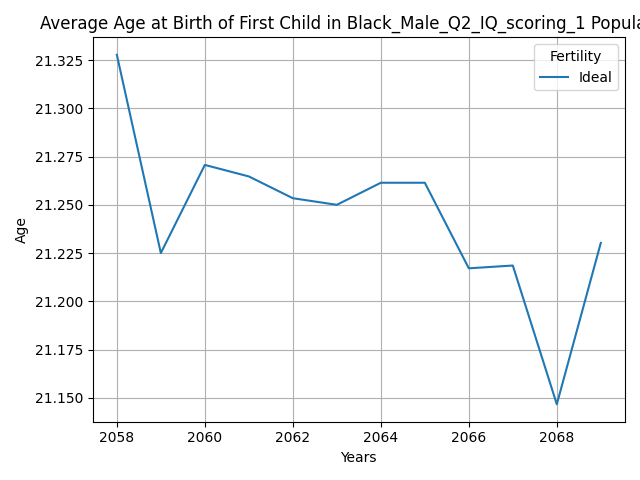 Average Age at Birth of First Child in Black_Male_Q2_IQ_scoring_1 Popula
Fertility
Ideal
21.325
21.300
21.275
21.250
21.225
21.200
21.175
21.150
Age
2058 2060 2062 2064 2066 2068
Years